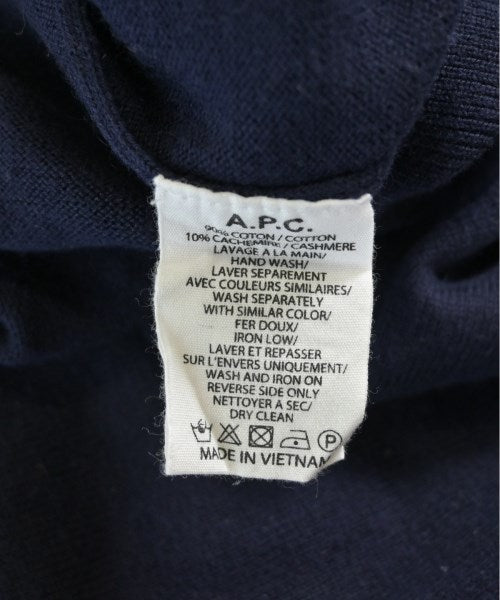 A.P.C.
90% COTON / COTTON
10% CACHEMIRE / CASHMERE
LAVAGE A LA MAIN/
HAND WASH/
LAVER SEPAREMENT
AVEC COULEURS SIMILAIRES/
WASH SEPARATELY
WITH SIMILAR COLOR/
FER DOUX/
IRON LOW/
LAVER ET REPASSER
SUR L'ENVERS UNIQUEMENT/
WASH AND IRON ON
REVERSE SIDE ONLY
NETTOYER A SEC/
DRY CLEAN
P
MADE IN VIETNAM